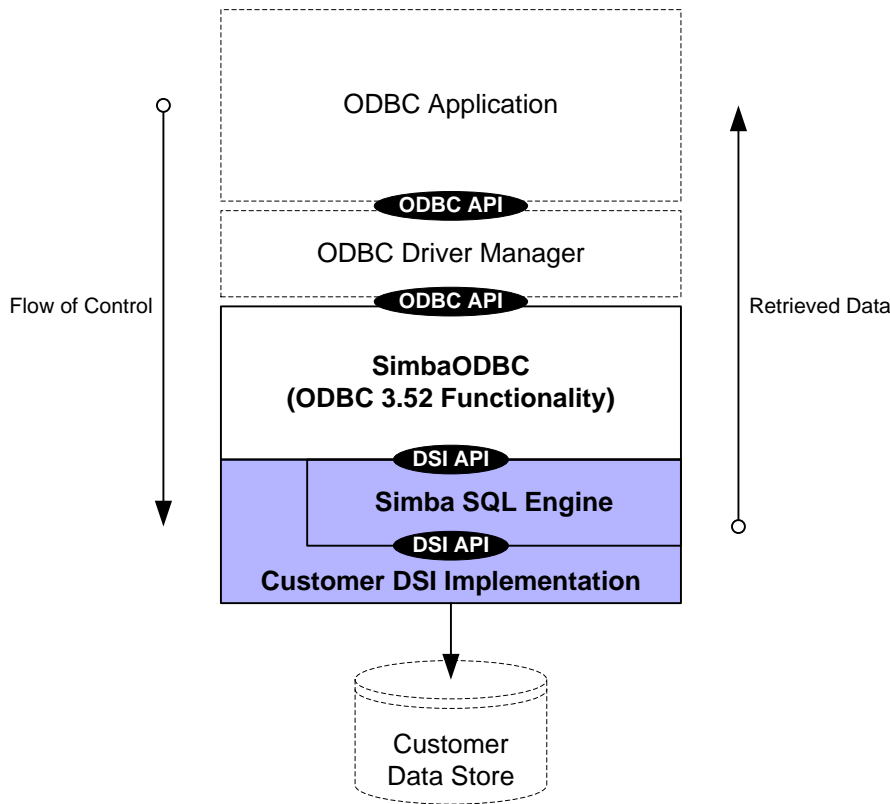 ODBC Application
ODBC API
ODBC Driver Manager
ODBC API
Flow of Control
Retrieved Data
SimbaODBC
(ODBC 3.52 Functionality)
DSI API
Simba SQL Engine
DSI API
Customer DSI Implementation
Customer
Data Store